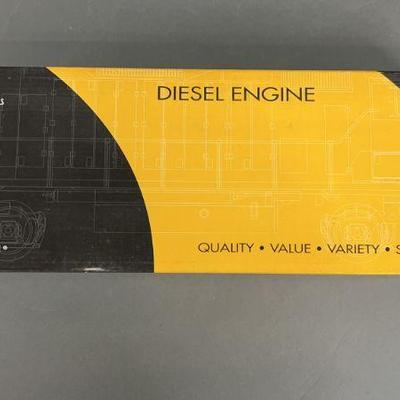 DIESEL ENGINE
QUALITY • VALUE • VARIETY • S